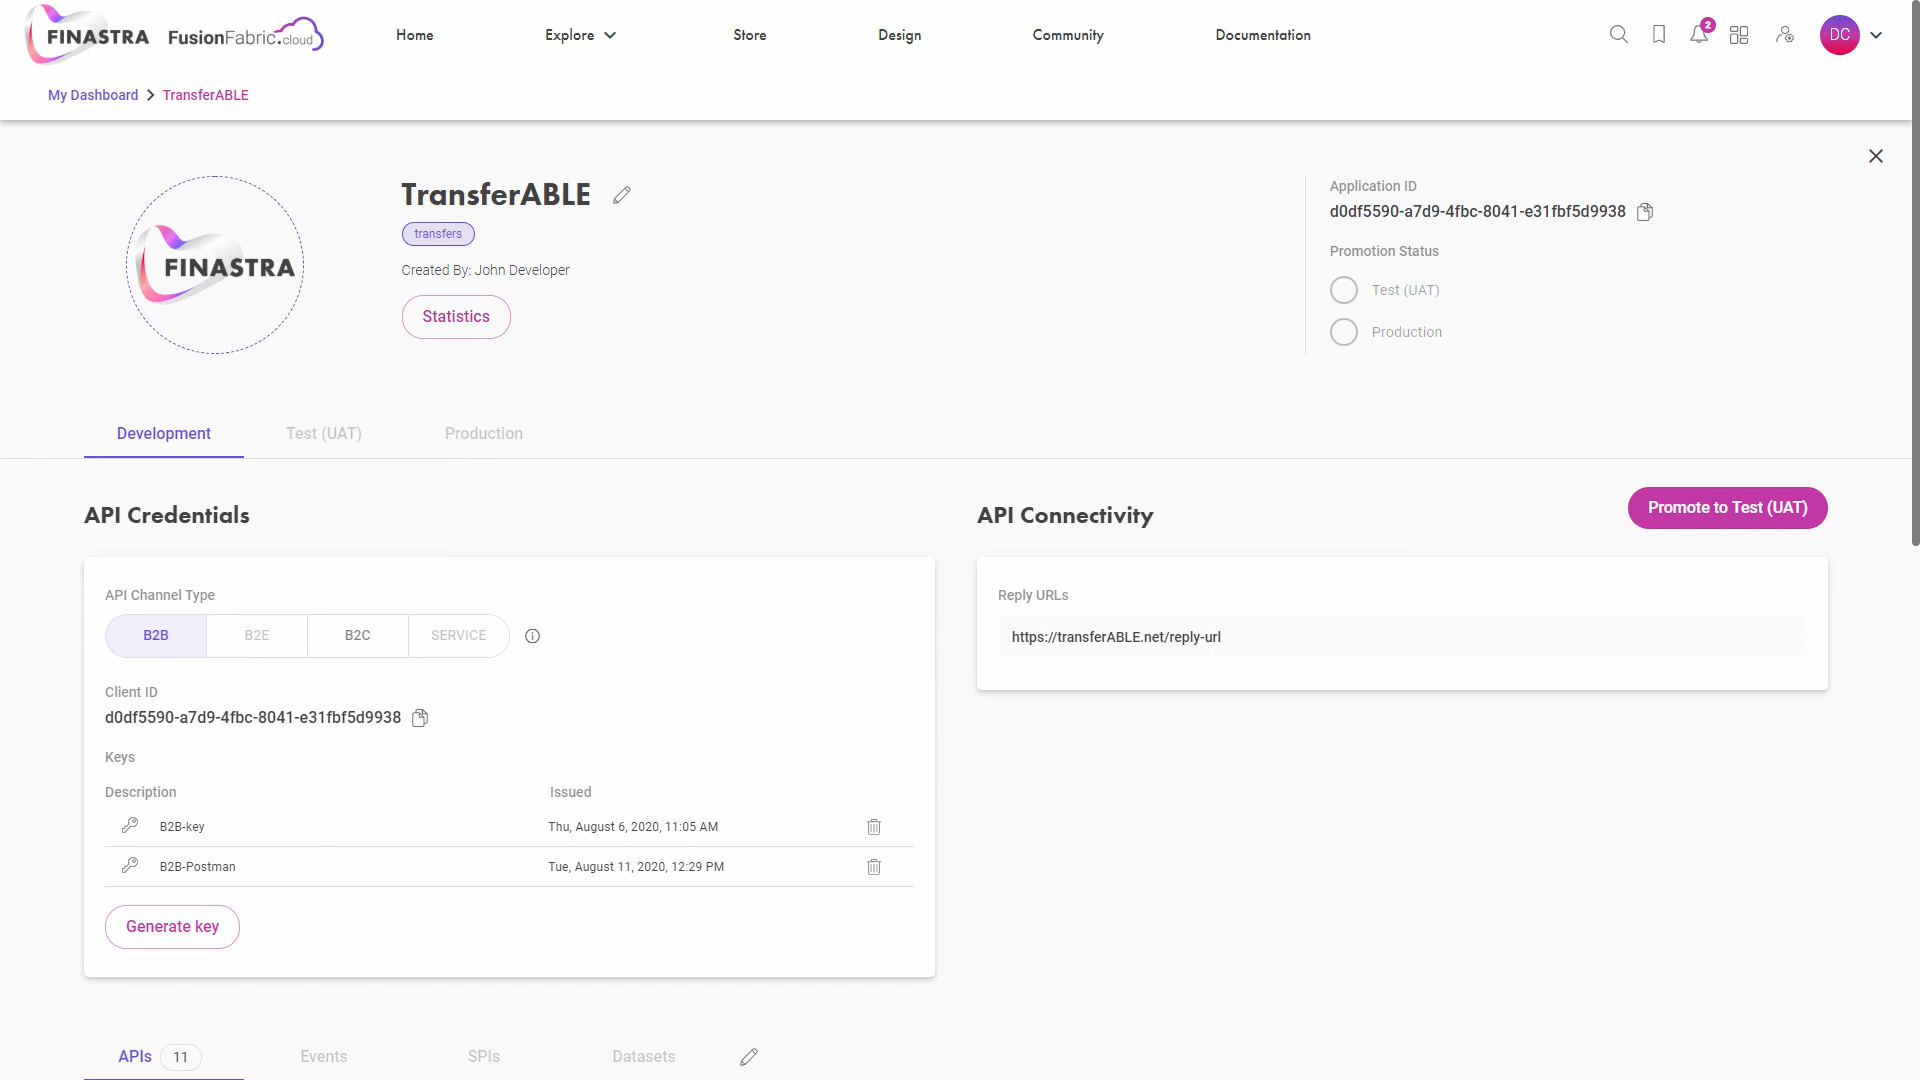 FINASTRA FusionFabric.cloud Home Explore Store Design Community Documentation 2 DC
My Dashboard TransferABLE
TransferABLE
transfers
Created By: John Developer
Statistics
FINASTRA
Application ID
d0df5590-a7d9-4fbc-8041-e31fbf5d9938
Promotion Status
Test (UAT)
Production
Development Test (UAT) Production
API Credentials
API Channel Type
B2B B2E B2C SERVICE
Client ID
d0df5590-a7d9-4fbc-8041-e31fbf5d9938
Keys
Description Issued
B2B-key Thu, August 6, 2020, 11:05 AM
B2B-Postman Tue, August 11, 2020, 12:29 PM
Generate key
API Connectivity
Promote to Test (UAT)
Reply URLs
https://transferABLE.net/reply-url
APIs 11 Events SPIs Datasets